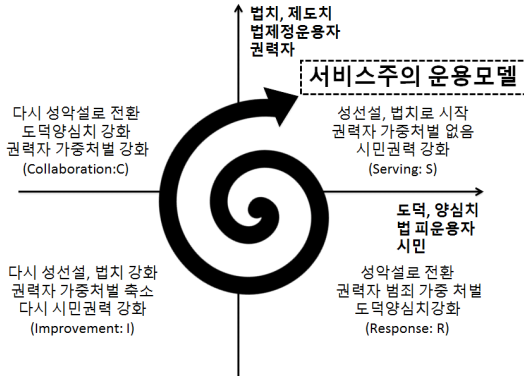 법치, 제도치
법제정운용자
권력자
서비스주의 운용모델
다시 성악설로 전환
도덕양심치 강화
권력자 가중처벌 강화
(Collaboration:C)
성선설, 법치로 시작
권력자 가중처벌 없음
시민권력 강화
(Serving: S)
도덕, 양심치
법 피운용자
시민
다시 성선설, 법치 강화
권력자 가중처벌 축소
다시 시민권력 강화
(Improvement: I)
성악설로 전환
권력자 범죄 가중 처벌
도덕양심치강화
(Response: R)